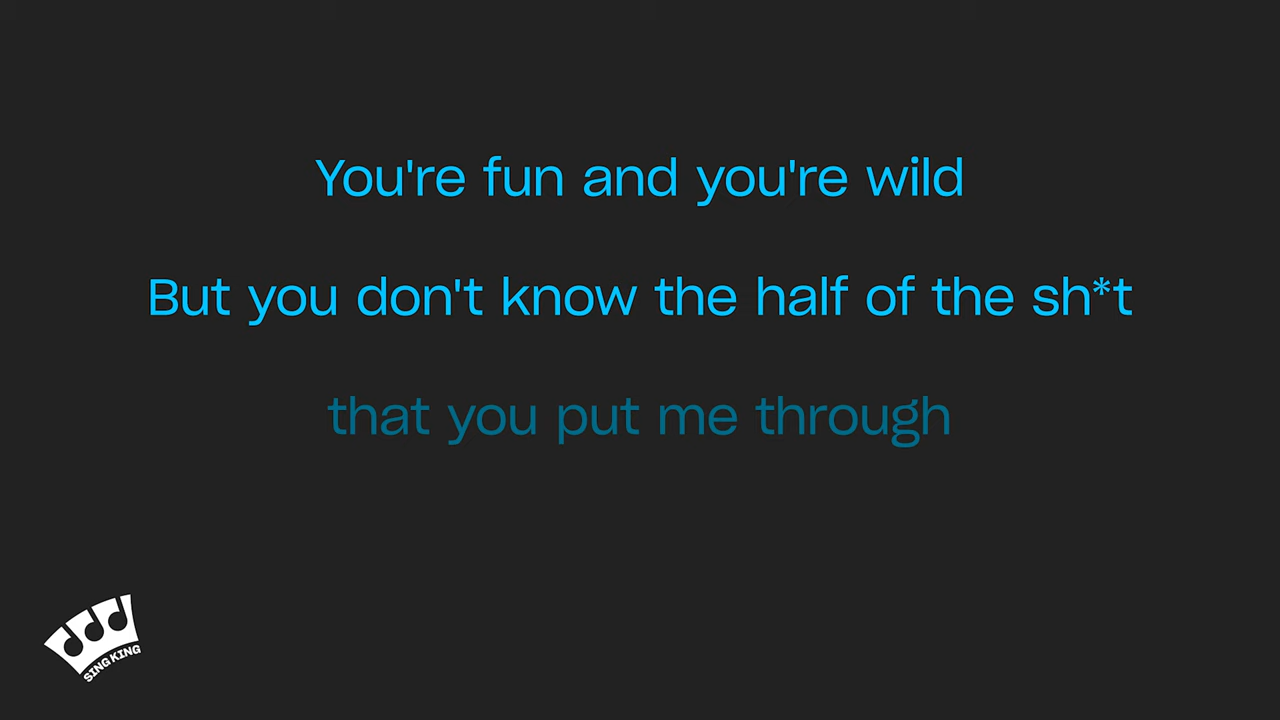 You're fun and you're wild
But you don't know the half of the sh*t
that you put me through
SING KING